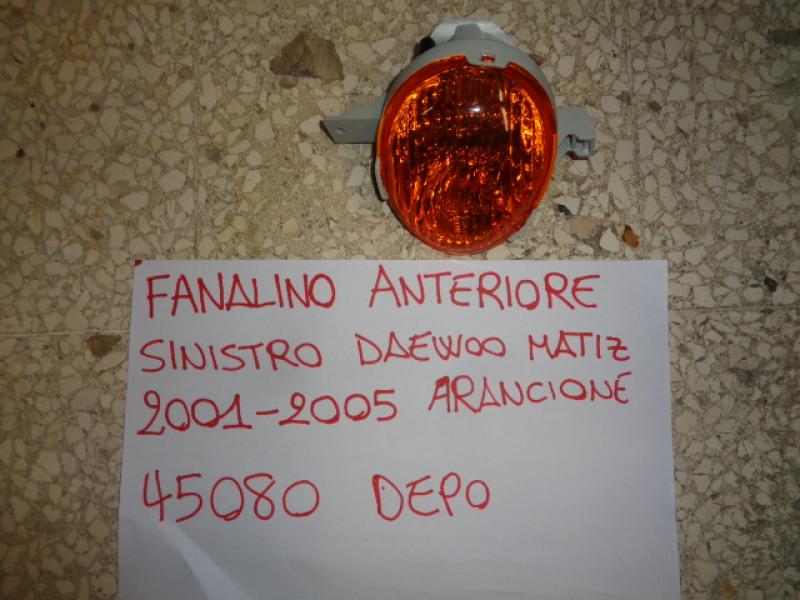 FANALINO ANTERIORE
SINISTRO DAEWOO MATIZ
2001-2005 ARANCIONE
45080 DEPO